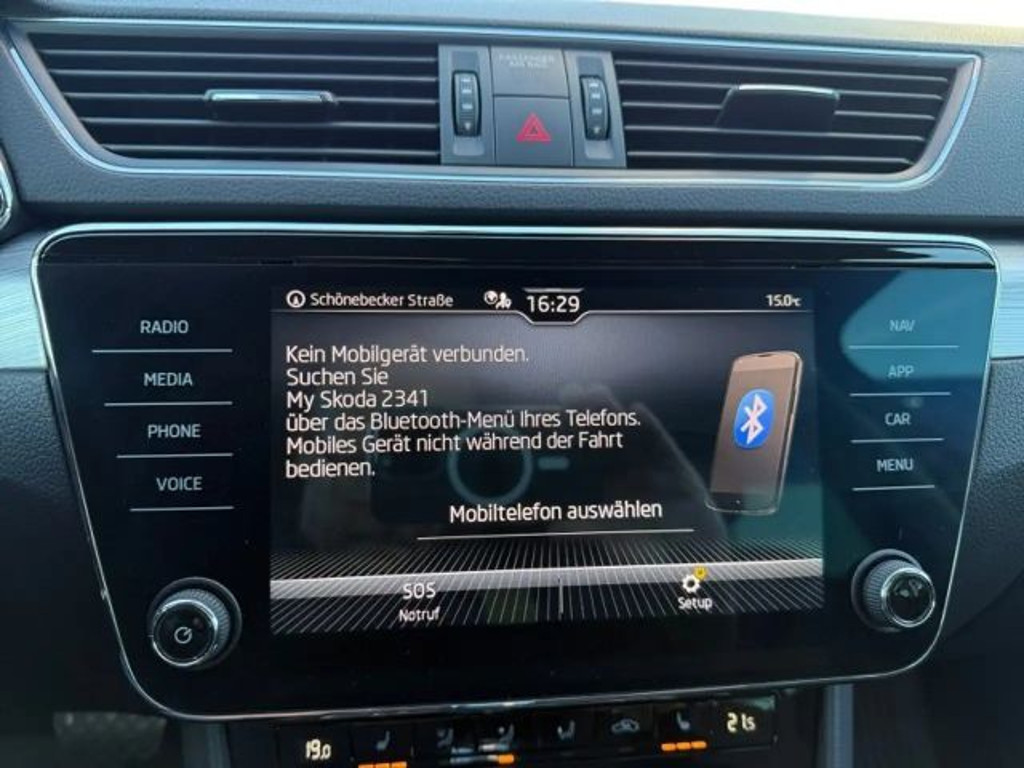 PASSENGER
AIR BAG
Schönebecker Straße 16:29 15.0°C
RADIO
MEDIA
PHONE
VOICE
Kein Mobilgerät verbunden.
Suchen Sie
My Skoda 2341
über das Bluetooth-Menü Ihres Telefons.
Mobiles Gerät nicht während der Fahrt
bedienen.
Mobiltelefon auswählen
SOS
Notruf
Setup
NAV
APP
CAR
MENU
19.0